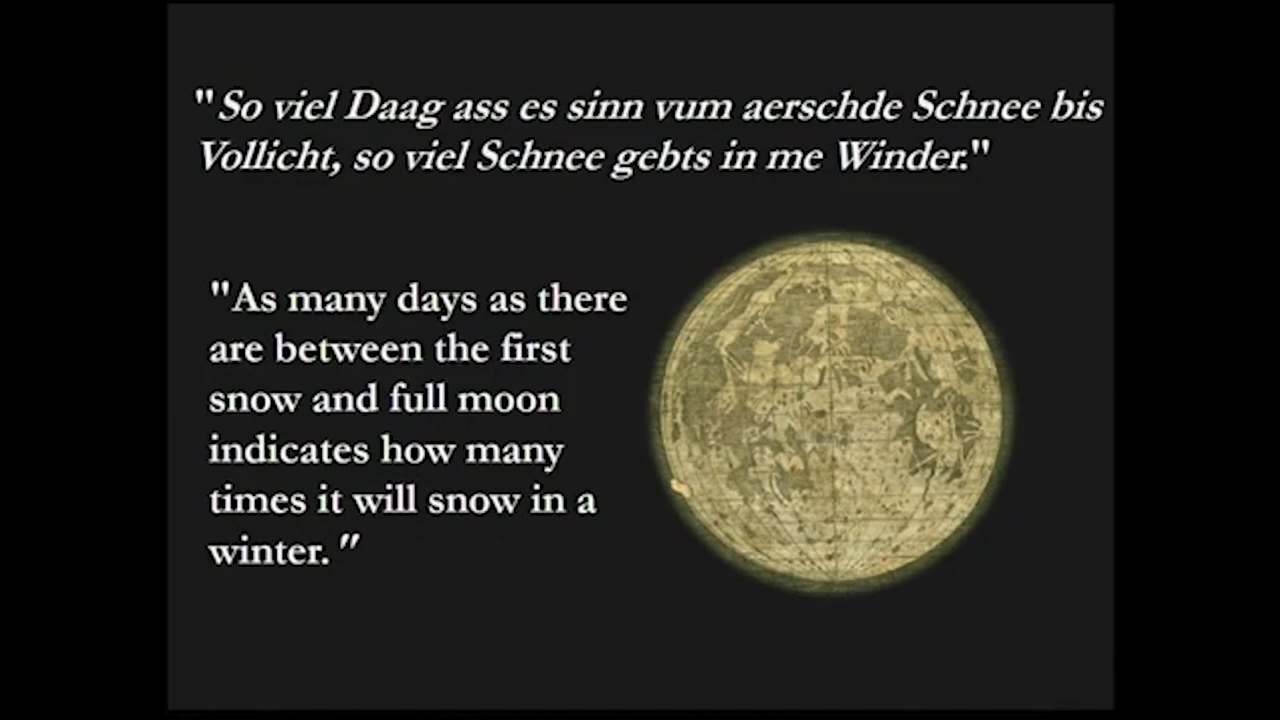 "So viel Daag ass es sinn vum aerschde Schnee bis
Vollicht, so viel Schnee gebts in me Winder."
"As many days as there
are between the first
snow and full moon
indicates how many
times it will snow in a
winter."